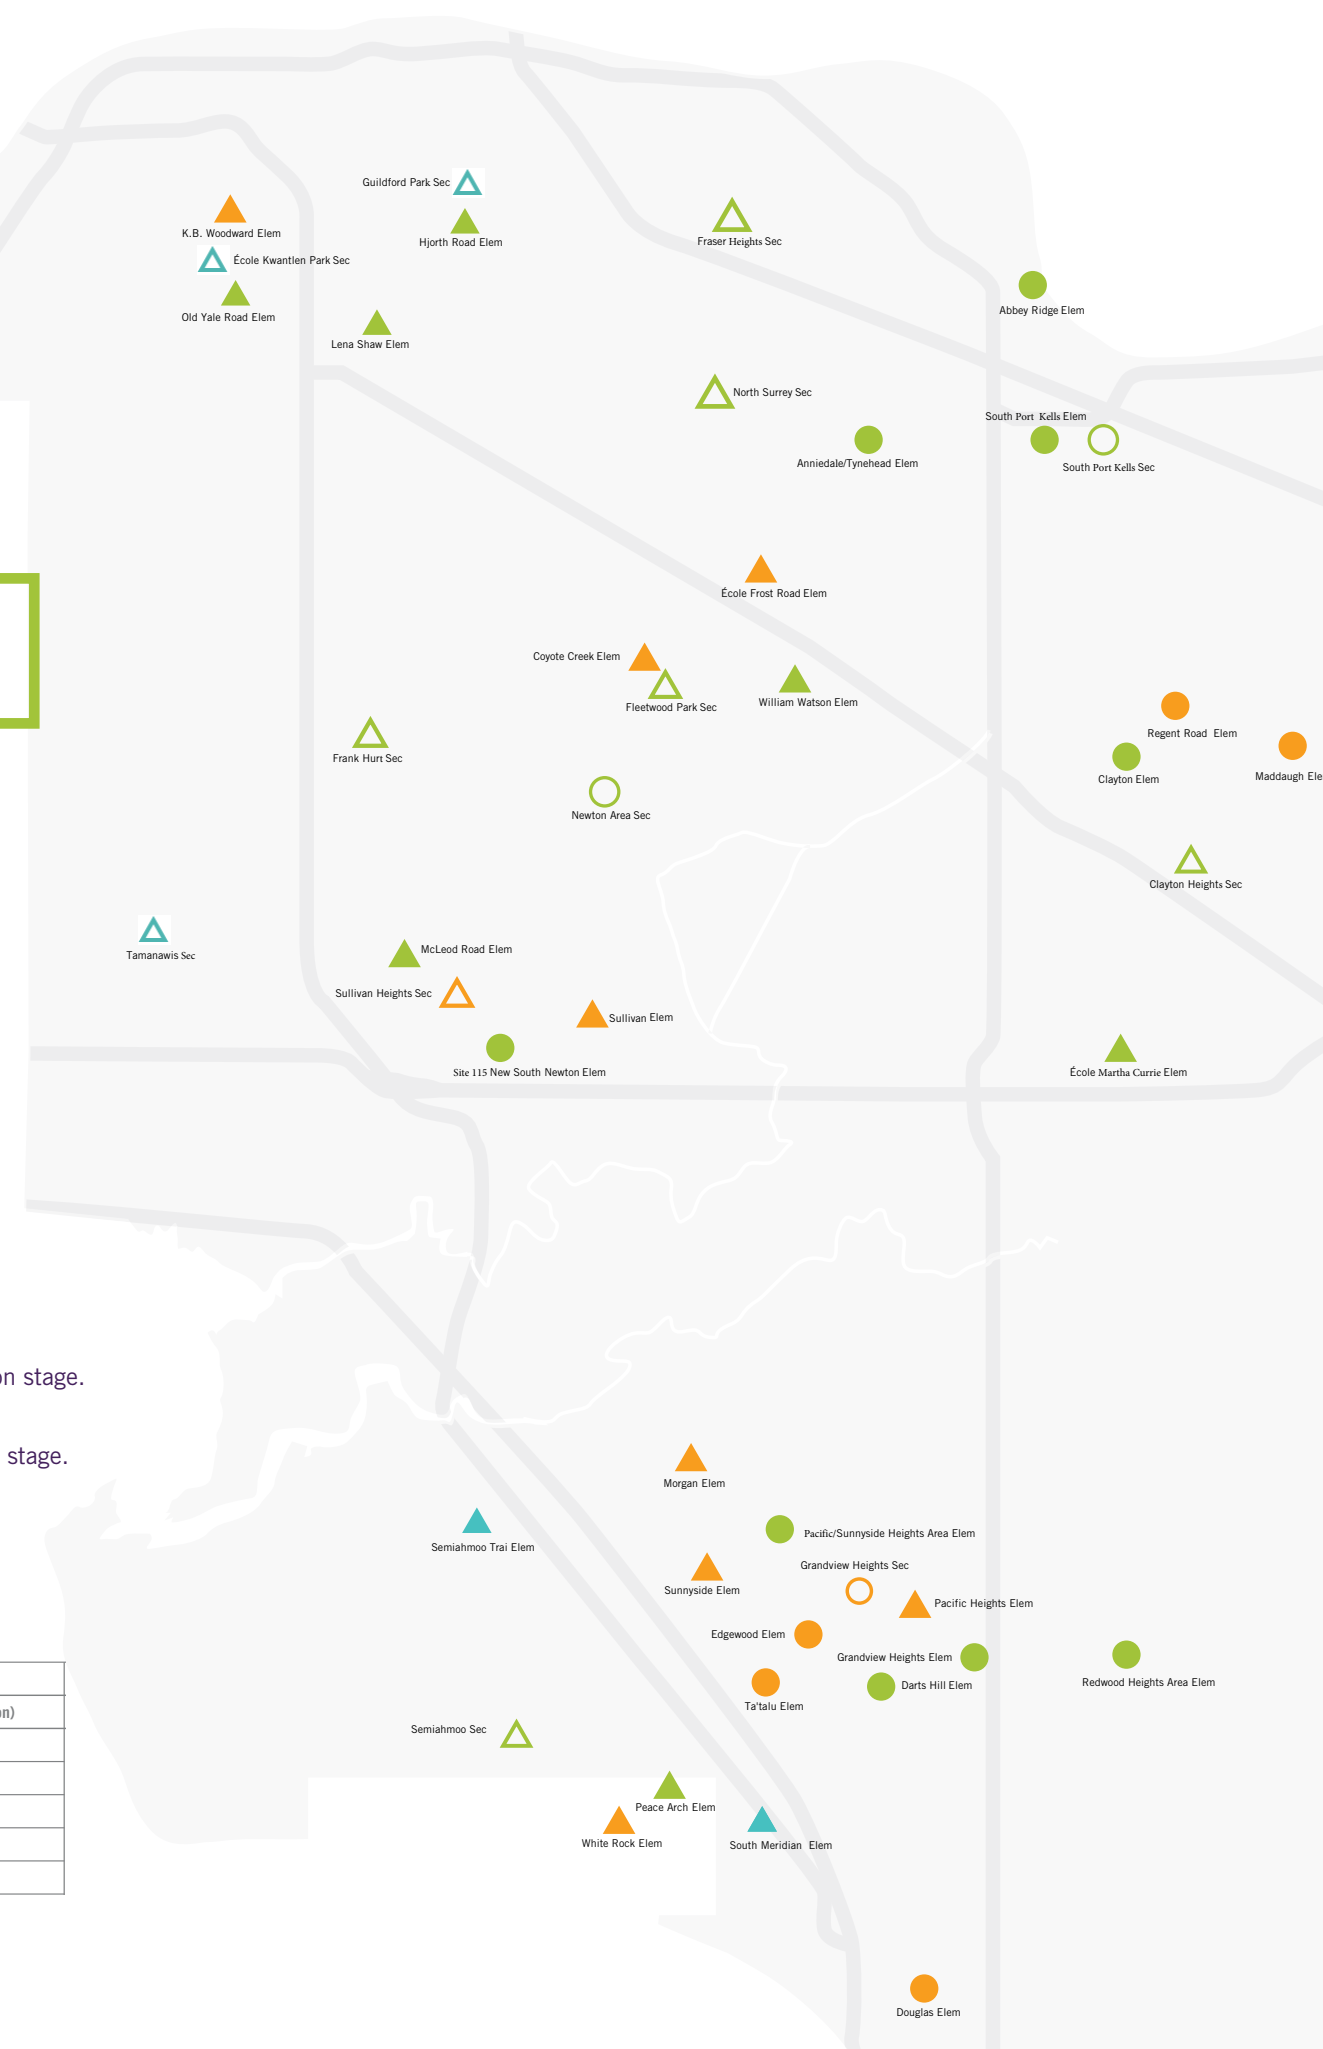 Guildford Park Sec
K.B. Woodward Elem
Hjorth Road Elem
Fraser Heights Sec
École Kwantlen Park Sec
Old Yale Road Elem
Abbey Ridge Elem
Lena Shaw Elem
North Surrey Sec
South Port Kells Elem
Anniedale/Tynehead Elem
South Port Kells Sec
École Frost Road Elem
Coyote Creek Elem
Fleetwood Park Sec
William Watson Elem
Regent Road Elem
Frank Hurt Sec
Clayton Elem
Maddaugh Ele
Newton Area Sec
Clayton Heights Sec
Tamanawis Sec
McLeod Road Elem
Sullivan Heights Sec
Sullivan Elem
Site 115 New South Newton Elem
École Martha Currie Elem
on stage.
stage.
Morgan Elem
Semiahmoo Trai Elem
Pacific/Sunnyside Heights Area Elem
Grandview Heights Sec
Sunnyside Elem
Pacific Heights Elem
Edgewood Elem
Grandview Heights Elem
Darts Hill Elem
Redwood Heights Area Elem
Ta'talu Elem
on)
Semiahmoo Sec
Peace Arch Elem
White Rock Elem
South Meridian Elem
Douglas Elem